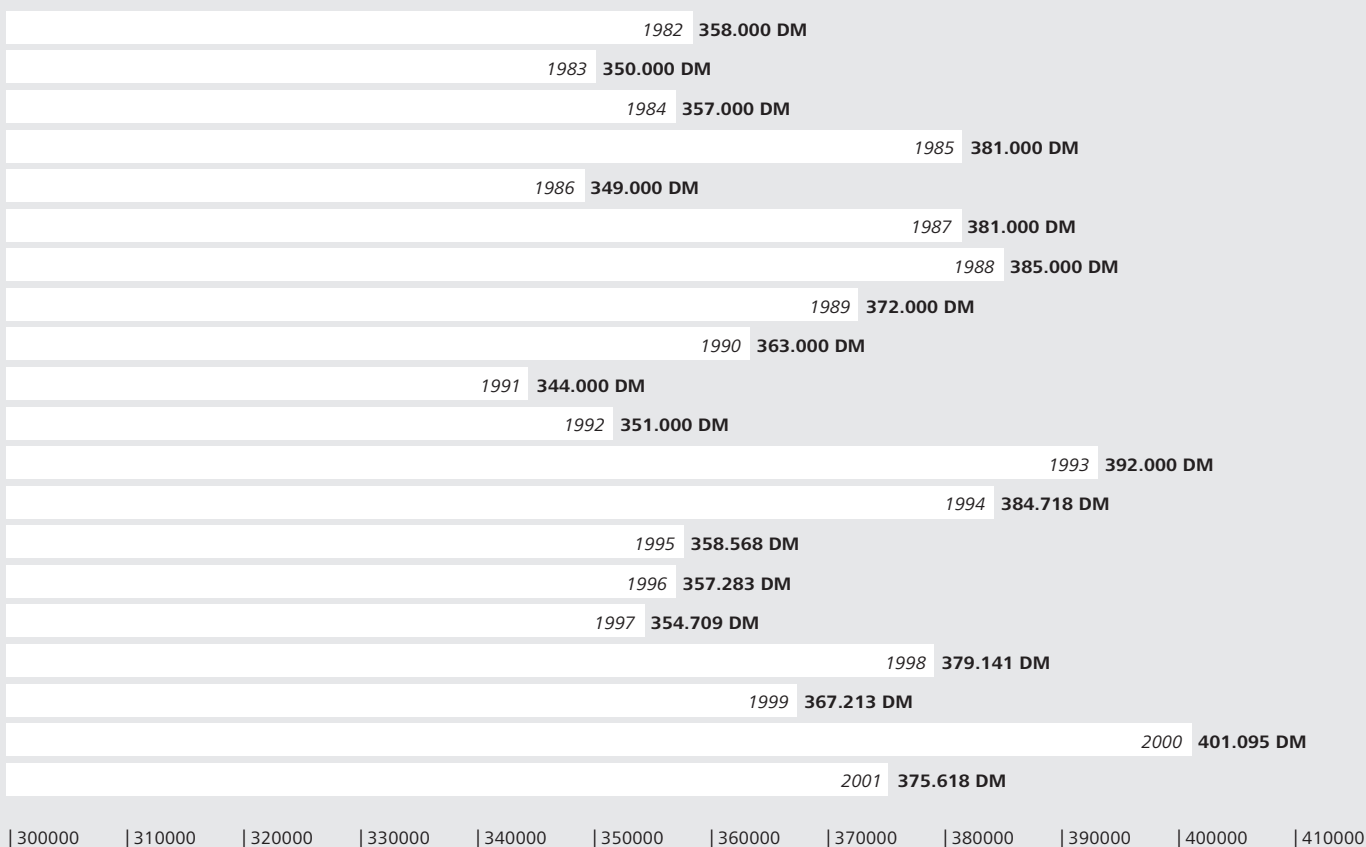 1982 358.000 DM
1983 350.000 DM
1984 357.000 DM
1985 381.000 DM
1986 349.000 DM
1987 381.000 DM
1988 385.000 DM
1989 372.000 DM
1990 363.000 DM
1991 344.000 DM
1992 351.000 DM
1993 392.000 DM
1994 384.718 DM
1995 358.568 DM
1996 357.283 DM
1997 354.709 DM
1998 379.141 DM
1999 367.213 DM
2000 401.095 DM
2001 375.618 DM
|300000 |310000 |320000 |330000 |340000 |350000 |360000 |370000 |380000 |390000 |400000 |410000